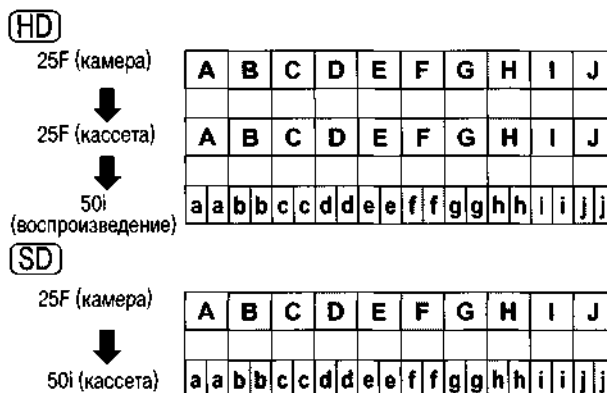 HD
25F (камера) A B C D E F G H I J
25F (кассета) A B C D E F G H I J
50i
(воспроизведение) a a b b c c d d e e f f g g h h i i j j
SD
25F (камера) A B C D E F G H I J
50i (кассета) a a b b c c d d e e f f g g h h i i j j